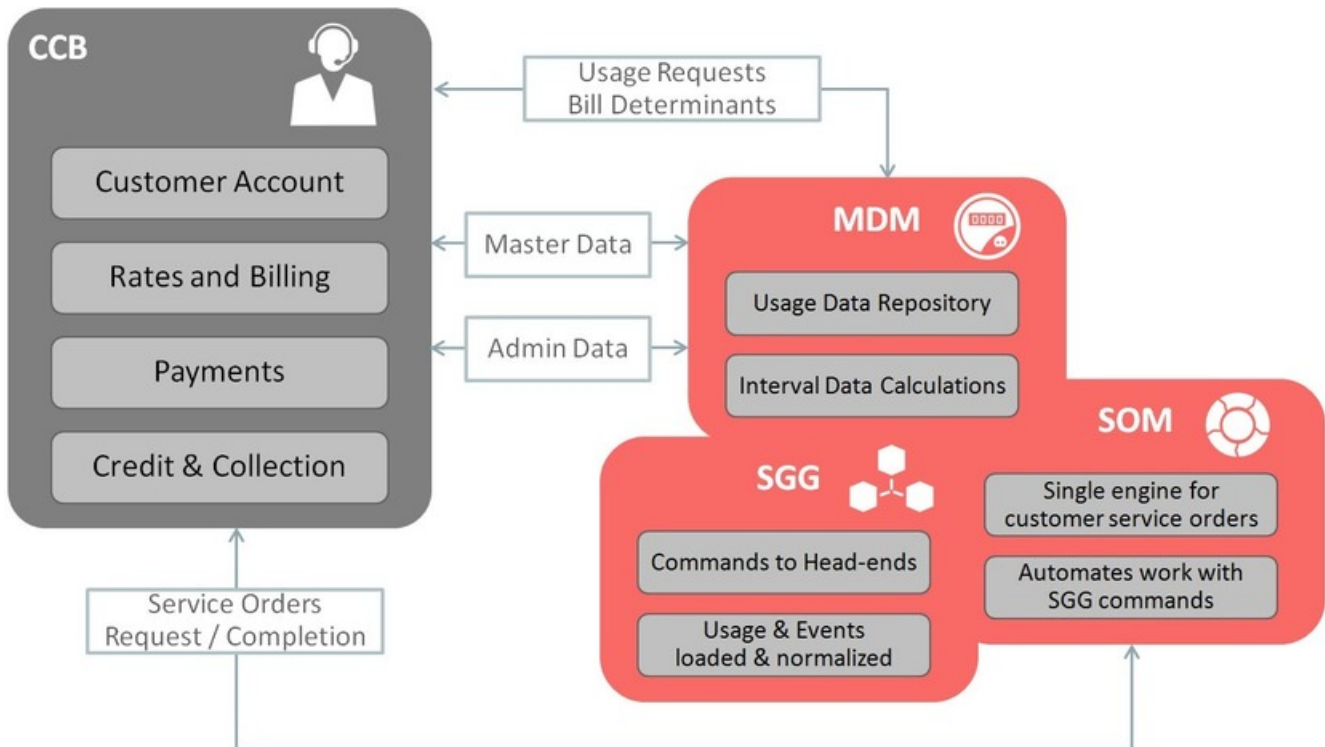 CCB
Customer Account
Rates and Billing
Payments
Credit & Collection
Usage Requests
Bill Determinants
Master Data
Admin Data
Service Orders
Request / Completion
MDM
0000
Usage Data Repository
Interval Data Calculations
SGG
Commands to Head-ends
Usage & Events
loaded & normalized
SOM
Single engine for
customer service orders
Automates work with
SGG commands